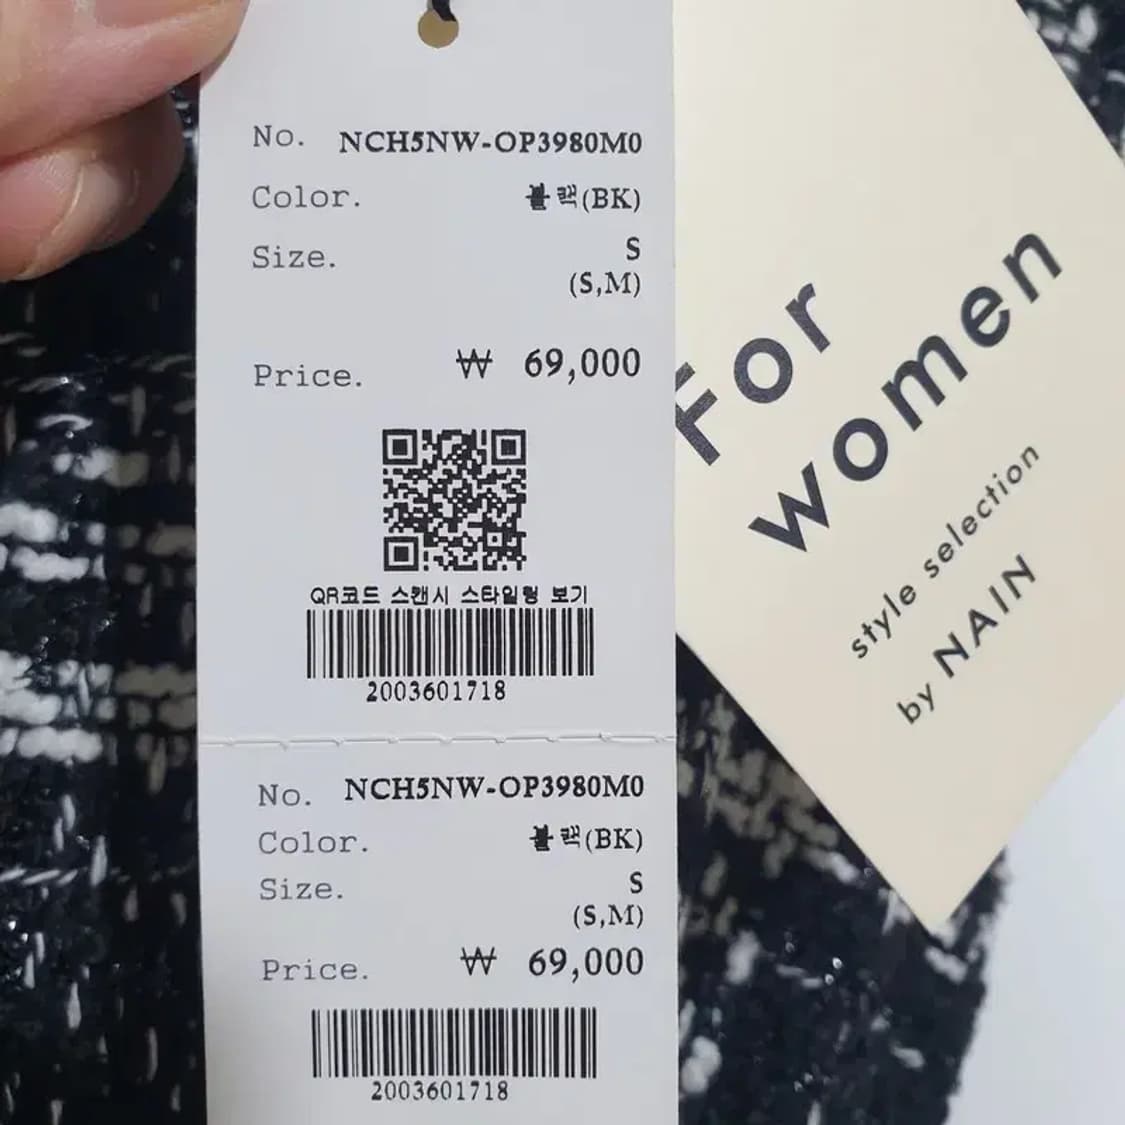 No. NCH5NW-OP3980M0
Color. 블랙(BK)
Size. S
(S,M)
Price. ₩ 69,000
QR코드 스캔시 스타일링 보기
2003601718
No. NCH5NW-OP3980M0
Color. 블랙(BK)
Size. S
(S,M)
Price. ₩ 69,000
2003601718
For
women
style selection
by NAIN